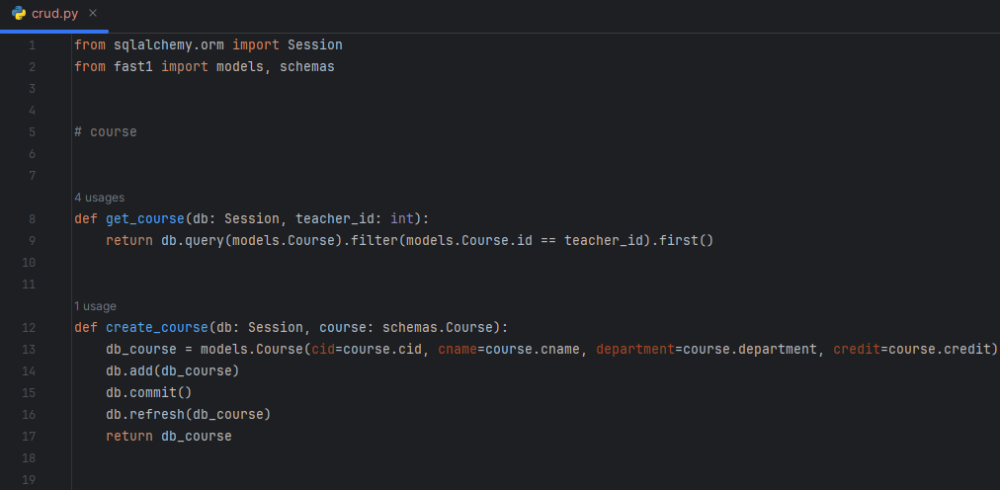 crud.py
1 from sqlalchemy.orm import Session
2 from fast1 import models, schemas
3
4
5 # course
6
7
4 usages
8 def get_course(db: Session, teacher_id: int):
9     return db.query(models.Course).filter(models.Course.id == teacher_id).first()
10
11
1 usage
12 def create_course(db: Session, course: schemas.Course):
13     db_course = models.Course(cid=course.cid, cname=course.cname, department=course.department, credit=course.credit)
14     db.add(db_course)
15     db.commit()
16     db.refresh(db_course)
17     return db_course
18
19